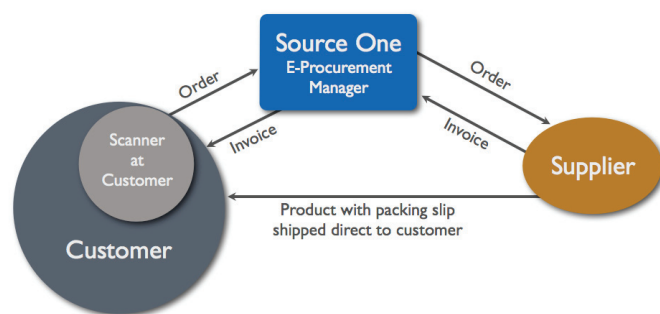 Source One
E-Procurement
Manager
Order
Order
Invoice
Invoice
Scanner
at
Customer
Supplier
Product with packing slip
shipped direct to customer
Customer